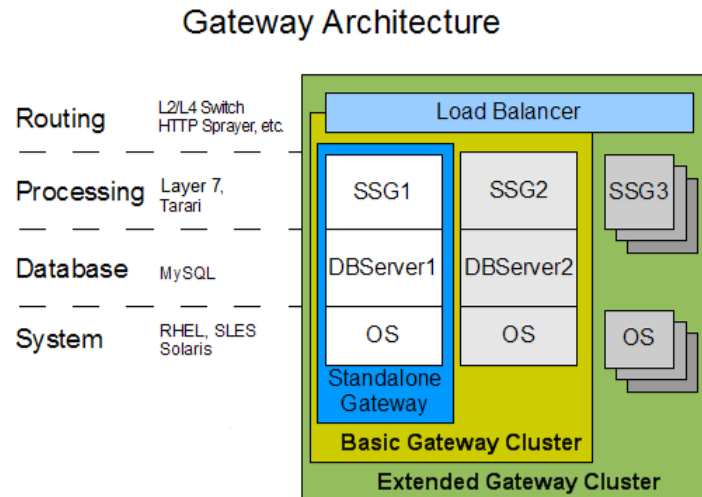 Gateway Architecture
Routing
L2/L4 Switch
HTTP Sprayer, etc.
Load Balancer
Processing
Layer 7,
Tarari
SSG1
SSG2
SSG3
Database
MySQL
DBServer1
DBServer2
System
RHEL, SLES
Solaris
OS
OS
OS
Standalone
Gateway
Basic Gateway Cluster
Extended Gateway Cluster